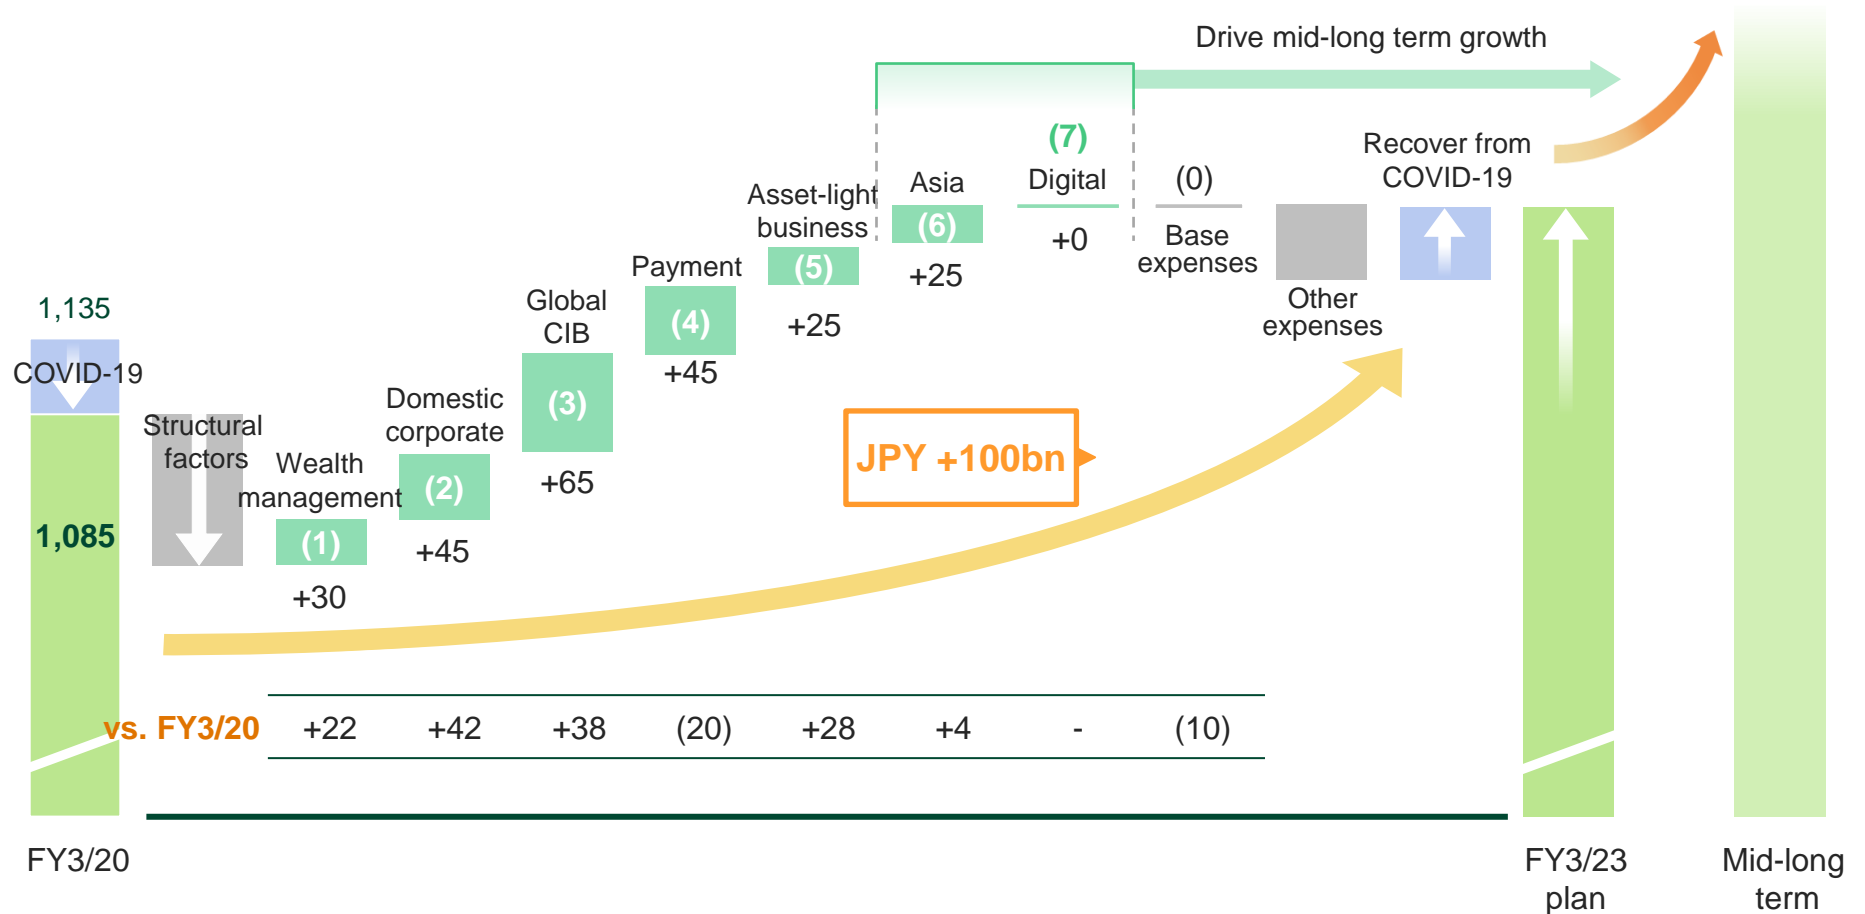 Drive mid-long term growth
1,135
COVID-19
1,085
Structural
factors
Wealth
management
(1)
+30
Domestic
corporate
(2)
+45
Global
CIB
(3)
+65
Payment
(4)
+45
Asset-light
business
(5)
+25
Asia
(6)
+25
(7)
Digital
+0
(0)
Base
expenses
Other
expenses
Recover from
COVID-19
JPY +100bn
vs. FY3/20 +22 +42 +38 (20) +28 +4 - (10)
FY3/20
FY3/23
plan
Mid-long
term